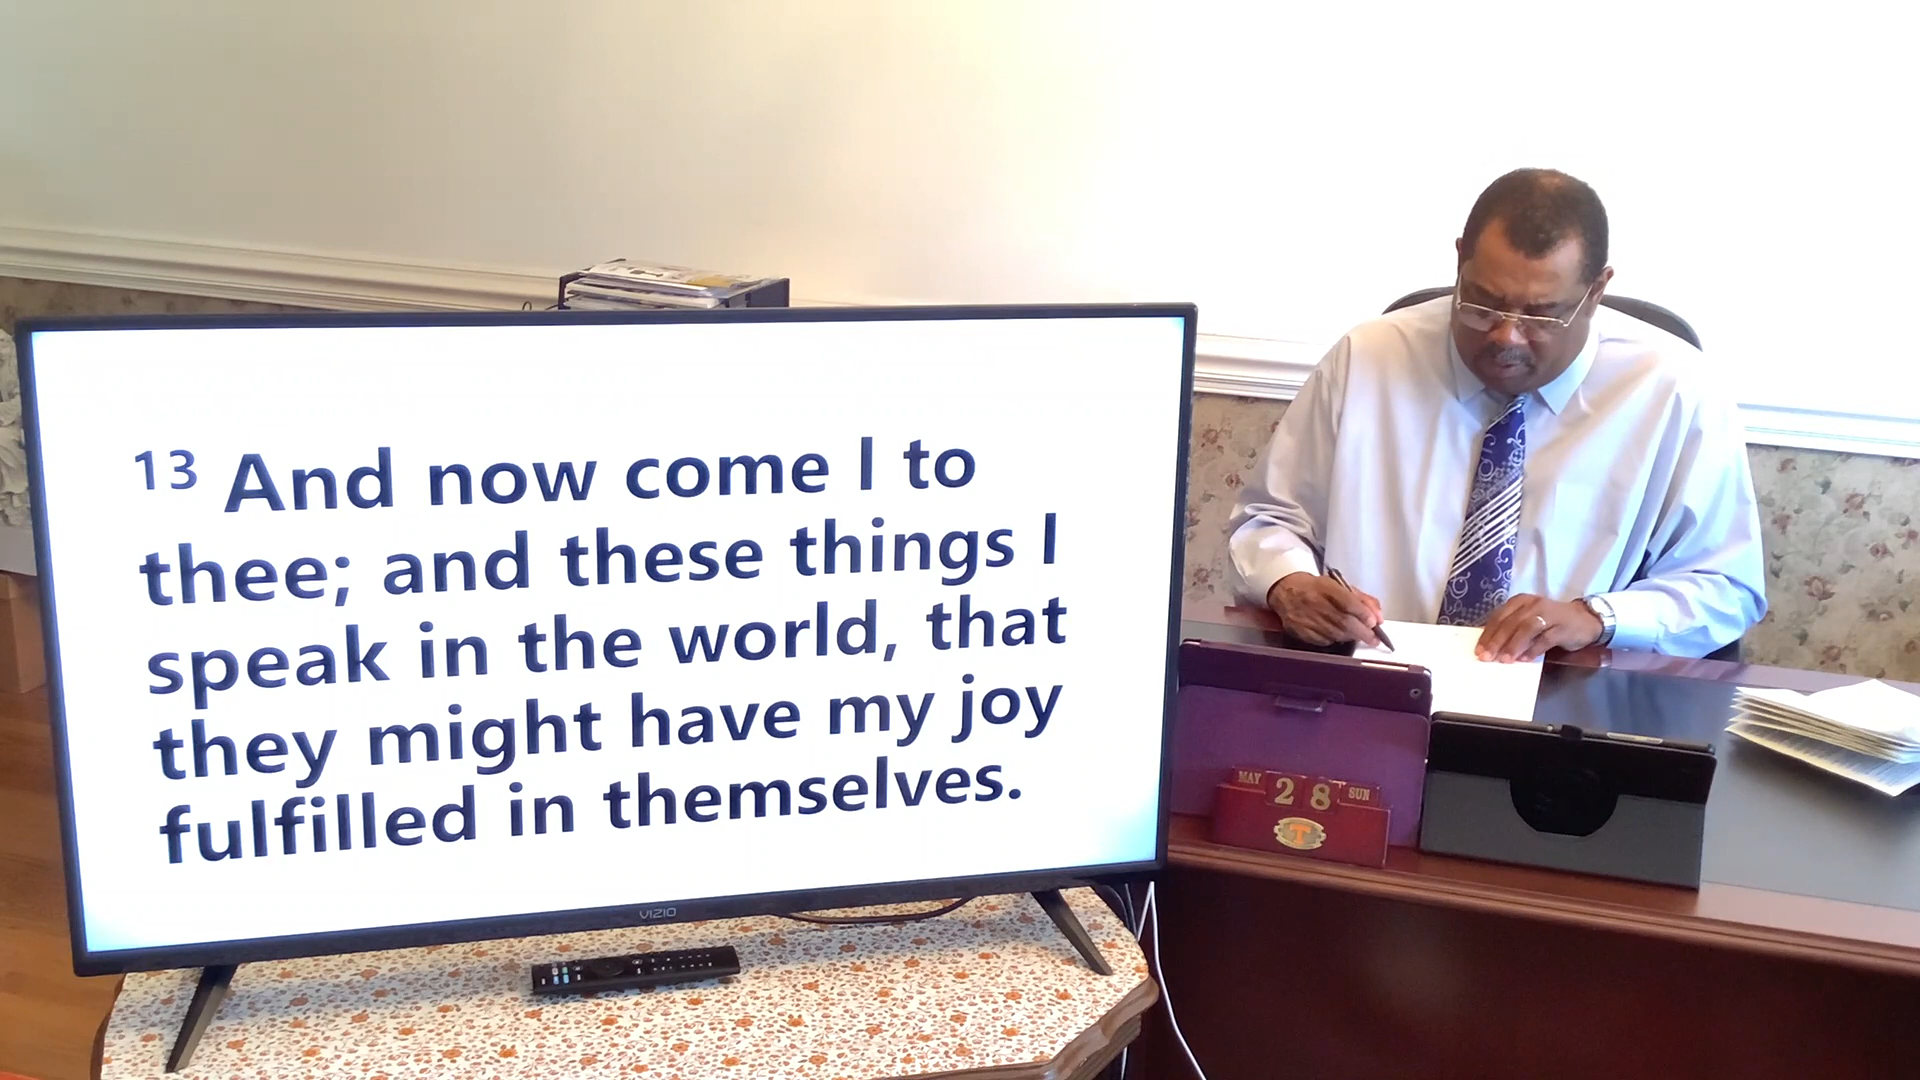 13 And now come I to
thee; and these things I
speak in the world, that
they might have my joy
fulfilled in themselves.
VIZIO
MAY 28 SUN
T